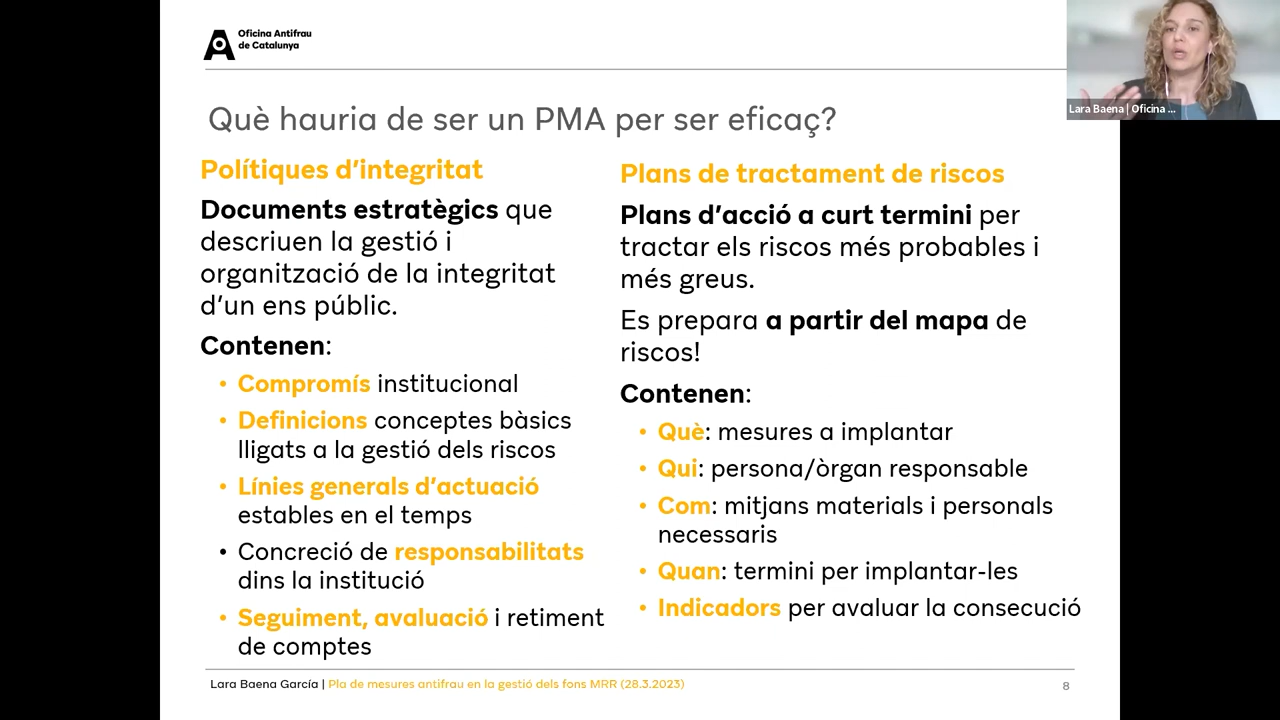 Oficina Antifrau
de Catalunya
Lara Baena | Oficina ...
Què hauria de ser un PMA per ser eficaç?
Polítiques d'integritat
Documents estratègics que
descriuen la gestió i
organització de la integritat
d'un ens públic.
Contenen:
• Compromís institucional
• Definicions conceptes bàsics
lligats a la gestió dels riscos
• Línies generals d'actuació
estables en el temps
• Concreció de responsabilitats
dins la institució
• Seguiment, avaluació i retiment
de comptes
Plans de tractament de riscos
Plans d'acció a curt termini per
tractar els riscos més probables i
més greus.
Es prepara a partir del mapa de
riscos!
Contenen:
• Què: mesures a implantar
• Qui: persona/òrgan responsable
• Com: mitjans materials i personals
necessaris
• Quan: termini per implantar-les
• Indicadors per avaluar la consecució
Lara Baena García | Pla de mesures antifrau en la gestió dels fons MRR (28.3.2023)
8